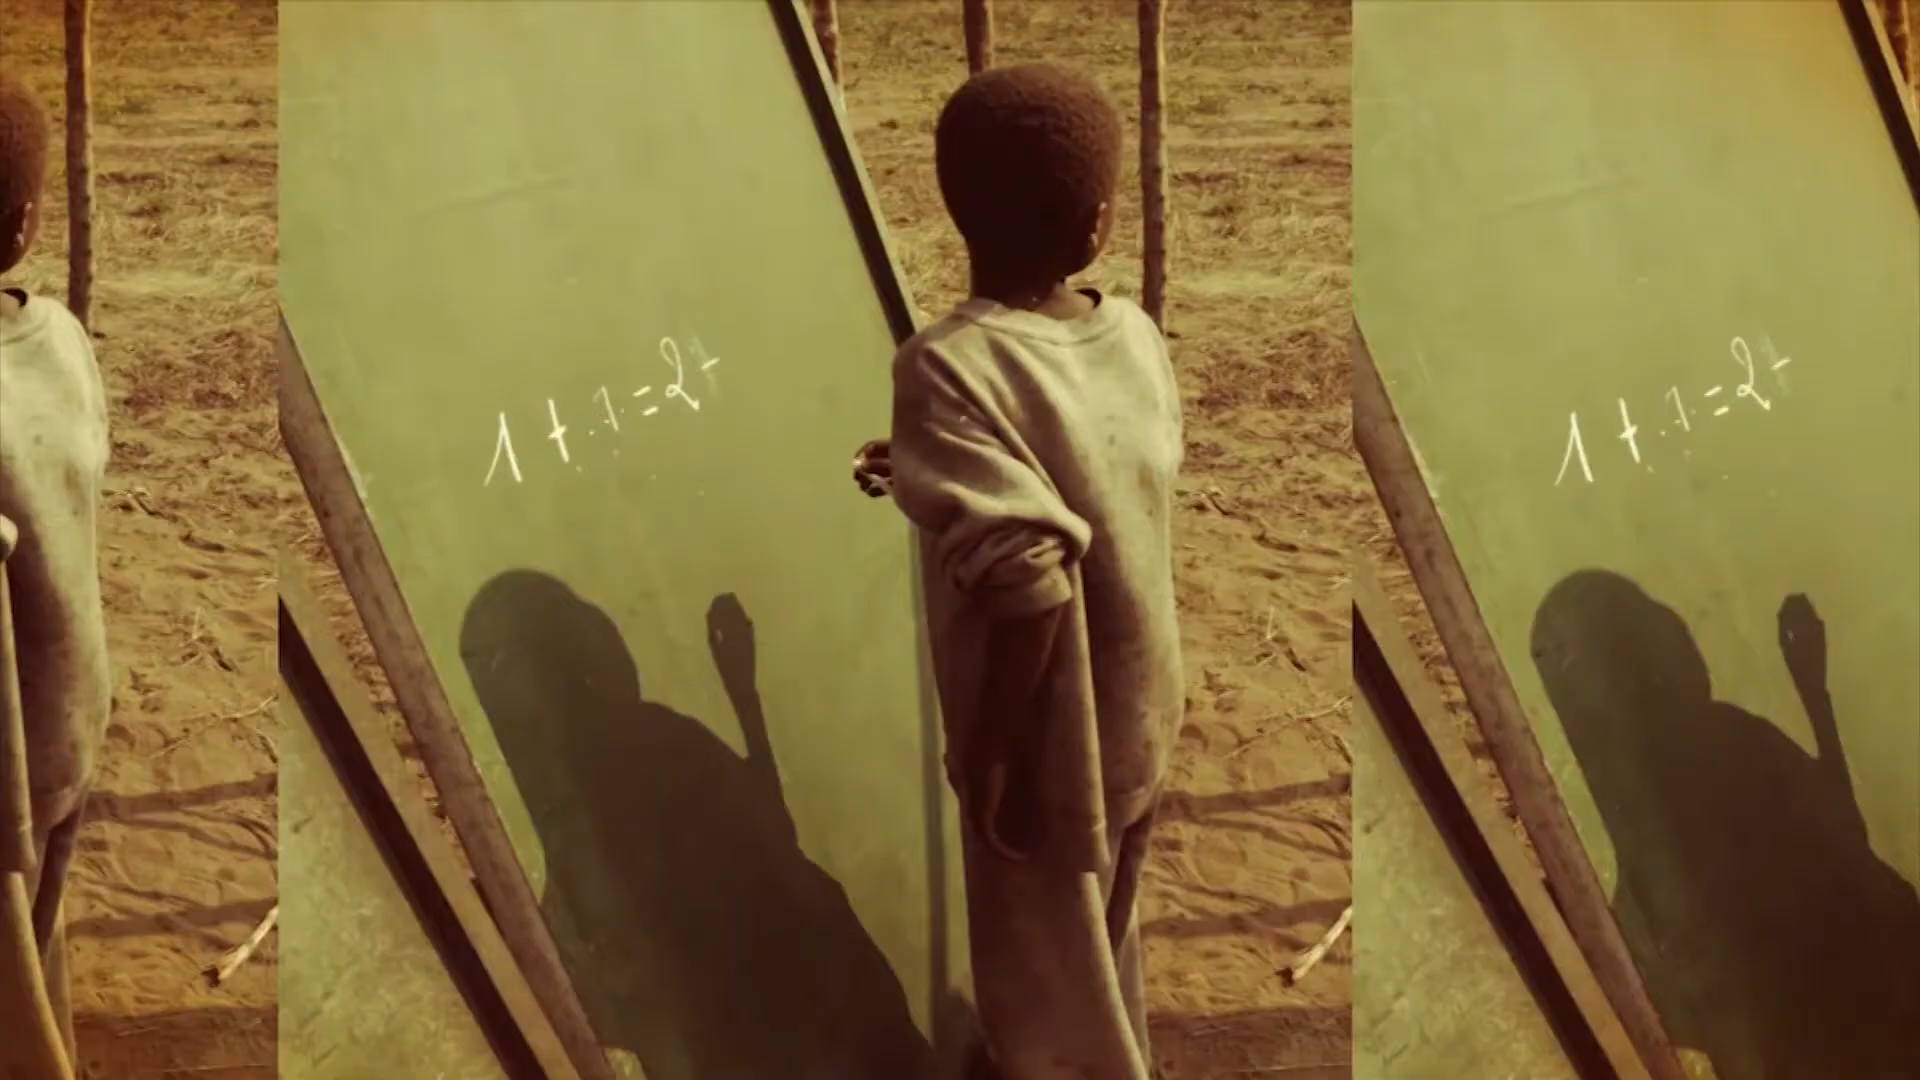 1 + 1 = 2
1 + 1 = 2